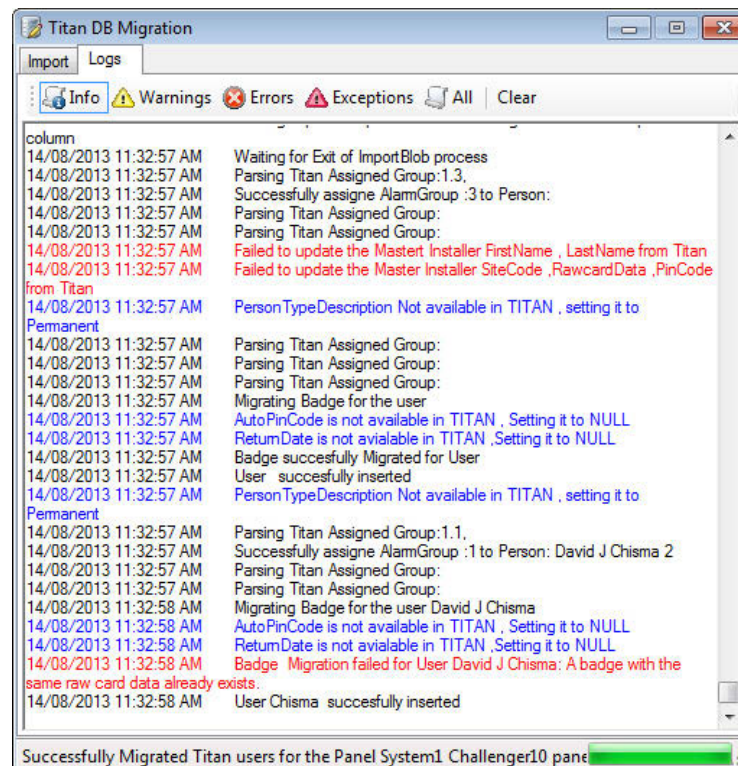 Titan DB Migration
Import Logs
Info Warnings Errors Exceptions All Clear
column
14/08/2013 11:32:57 AM Waiting for Exit of ImportBlob process
14/08/2013 11:32:57 AM Parsing Titan Assigned Group:1.3,
14/08/2013 11:32:57 AM Successfully assigne AlarmGroup :3 to Person:
14/08/2013 11:32:57 AM Parsing Titan Assigned Group:
14/08/2013 11:32:57 AM Parsing Titan Assigned Group:
14/08/2013 11:32:57 AM Failed to update the Mastert Installer FirstName , LastName from Titan
14/08/2013 11:32:57 AM Failed to update the Master Installer SiteCode ,RawcardData ,PinCode
from Titan
14/08/2013 11:32:57 AM PersonTypeDescription Not available in TITAN , setting it to
Permanent
14/08/2013 11:32:57 AM Parsing Titan Assigned Group:
14/08/2013 11:32:57 AM Parsing Titan Assigned Group:
14/08/2013 11:32:57 AM Parsing Titan Assigned Group:
14/08/2013 11:32:57 AM Migrating Badge for the user
14/08/2013 11:32:57 AM AutoPinCode is not available in TITAN , Setting it to NULL
14/08/2013 11:32:57 AM ReturnDate is not avialable in TITAN ,Setting it to NULL
14/08/2013 11:32:57 AM Badge succesfully Migrated for User
14/08/2013 11:32:57 AM User succesfully inserted
14/08/2013 11:32:57 AM PersonTypeDescription Not available in TITAN , setting it to
Permanent
14/08/2013 11:32:57 AM Parsing Titan Assigned Group:1.1,
14/08/2013 11:32:57 AM Successfully assigne AlarmGroup :1 to Person: David J Chisma 2
14/08/2013 11:32:57 AM Parsing Titan Assigned Group:
14/08/2013 11:32:58 AM Parsing Titan Assigned Group:
14/08/2013 11:32:58 AM Migrating Badge for the user David J Chisma
14/08/2013 11:32:58 AM AutoPinCode is not available in TITAN , Setting it to NULL
14/08/2013 11:32:58 AM ReturnDate is not avialable in TITAN ,Setting it to NULL
14/08/2013 11:32:58 AM Badge Migration failed for User David J Chisma: A badge with the
same raw card data already exists.
14/08/2013 11:32:58 AM User Chisma succesfully inserted
Successfully Migrated Titan users for the Panel System1 Challenger10 pane